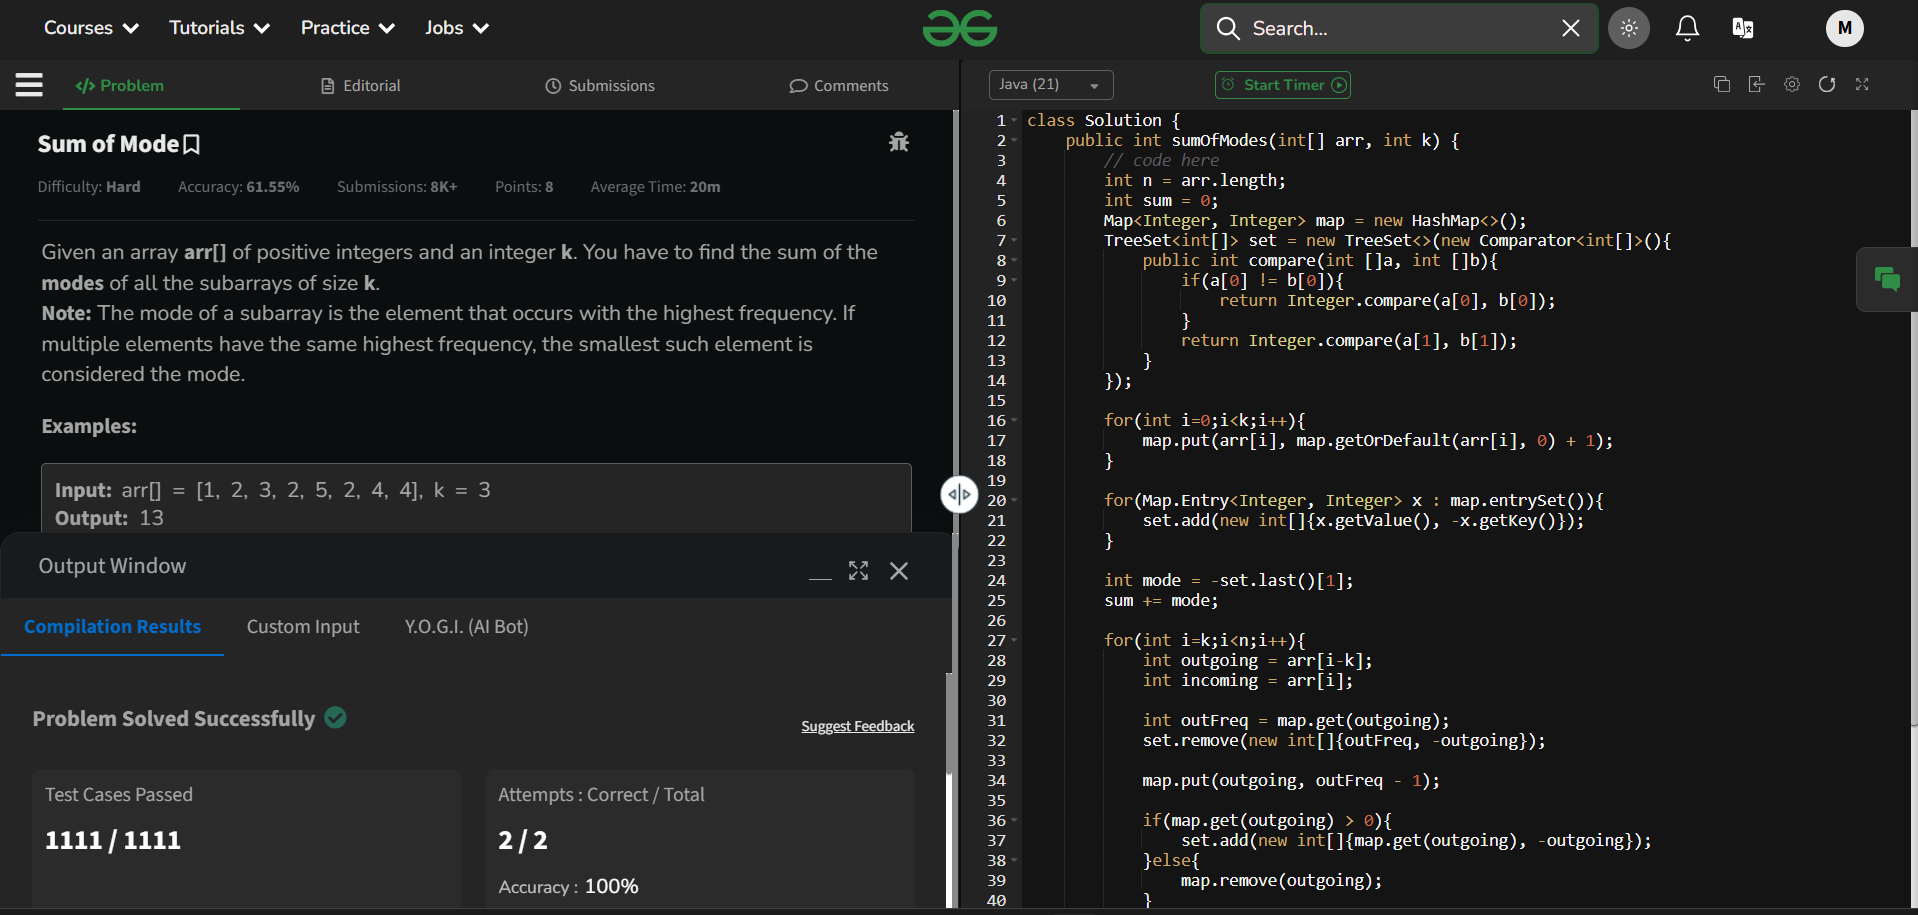 Courses Tutorials Practice Jobs Search... M
Problem Editorial Submissions Comments
Java (21) Start Timer
Sum of Mode
Difficulty: Hard Accuracy: 61.55% Submissions: 8K+ Points: 8 Average Time: 20m
Given an array arr[] of positive integers and an integer k. You have to find the sum of the
modes of all the subarrays of size k.
Note: The mode of a subarray is the element that occurs with the highest frequency. If
multiple elements have the same highest frequency, the smallest such element is
considered the mode.
Examples:
Input: arr[] = [1, 2, 3, 2, 5, 2, 4, 4], k = 3
Output: 13
Output Window
Compilation Results Custom Input Y.O.G.I. (AI Bot)
Problem Solved Successfully
Suggest Feedback
Test Cases Passed
1111 / 1111
Attempts : Correct / Total
2 / 2
Accuracy : 100%
1 class Solution {
2 public int sumOfModes(int[] arr, int k) {
3 // code here
4 int n = arr.length;
5 int sum = 0;
6 Map<Integer, Integer> map = new HashMap<>();
7 TreeSet<int[]> set = new TreeSet<>(new Comparator<int[]>(){
8 public int compare(int []a, int []b){
9 if(a[0] != b[0]){
10 return Integer.compare(a[0], b[0]);
11 }
12 return Integer.compare(a[1], b[1]);
13 }
14 });
15
16 for(int i=0;i<k;i++){
17 map.put(arr[i], map.getOrDefault(arr[i], 0) + 1);
18 }
19
20 for(Map.Entry<Integer, Integer> x : map.entrySet()){
21 set.add(new int[]{x.getValue(), -x.getKey()});
22 }
23
24 int mode = -set.last()[1];
25 sum += mode;
26
27 for(int i=k;i<n;i++){
28 int outgoing = arr[i-k];
29 int incoming = arr[i];
30
31 int outFreq = map.get(outgoing);
32 set.remove(new int[]{outFreq, -outgoing});
33
34 map.put(outgoing, outFreq - 1);
35
36 if(map.get(outgoing) > 0){
37 set.add(new int[]{map.get(outgoing), -outgoing});
38 }else{
39 map.remove(outgoing);
40 }